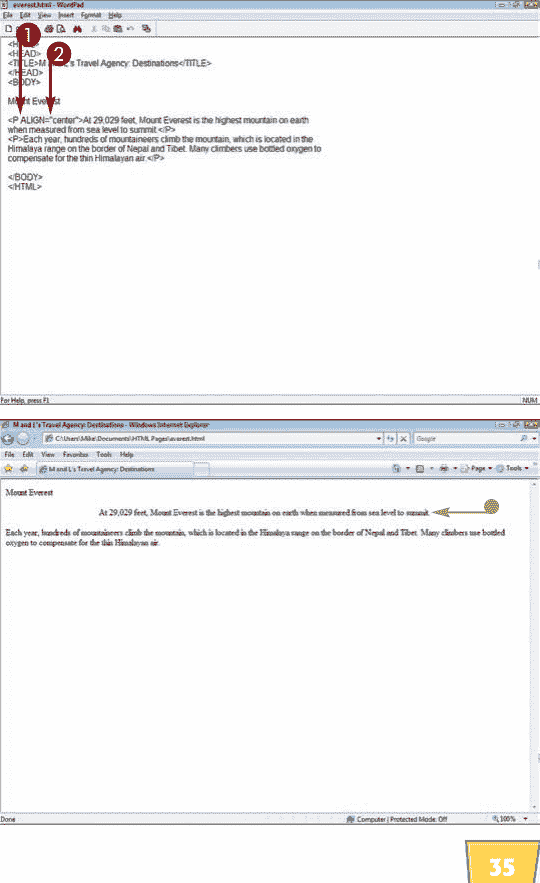 everest.html - WordPad
File Edit View Insert Format Help
1
2
<HEAD>
<TITLE>M and L's Travel Agency: Destinations</TITLE>
</HEAD>
<BODY>
Mount Everest
<P ALIGN="center">At 29,029 feet, Mount Everest is the highest mountain on earth
when measured from sea level to summit.</P>
<P>Each year, hundreds of mountaineers climb the mountain, which is located in the
Himalaya range on the border of Nepal and Tibet. Many climbers use bottled oxygen to
compensate for the thin Himalayan air.</P>
</BODY>
</HTML>
For Help, press F1
NUM
M and L's Travel Agency: Destinations - Windows Internet Explorer
C:\Users\Mike\Documents\HTML Pages\everest.html
Google
File Edit View Favorites Tools Help
M and L's Travel Agency: Destinations
Page Tools
Mount Everest
At 29,029 feet, Mount Everest is the highest mountain on earth when measured from sea level to summit.
Each year, hundreds of mountaineers climb the mountain, which is located in the Himalaya range on the border of Nepal and Tibet. Many climbers use bottled
oxygen to compensate for the thin Himalayan air.
Done
Computer | Protected Mode: Off
100%
35